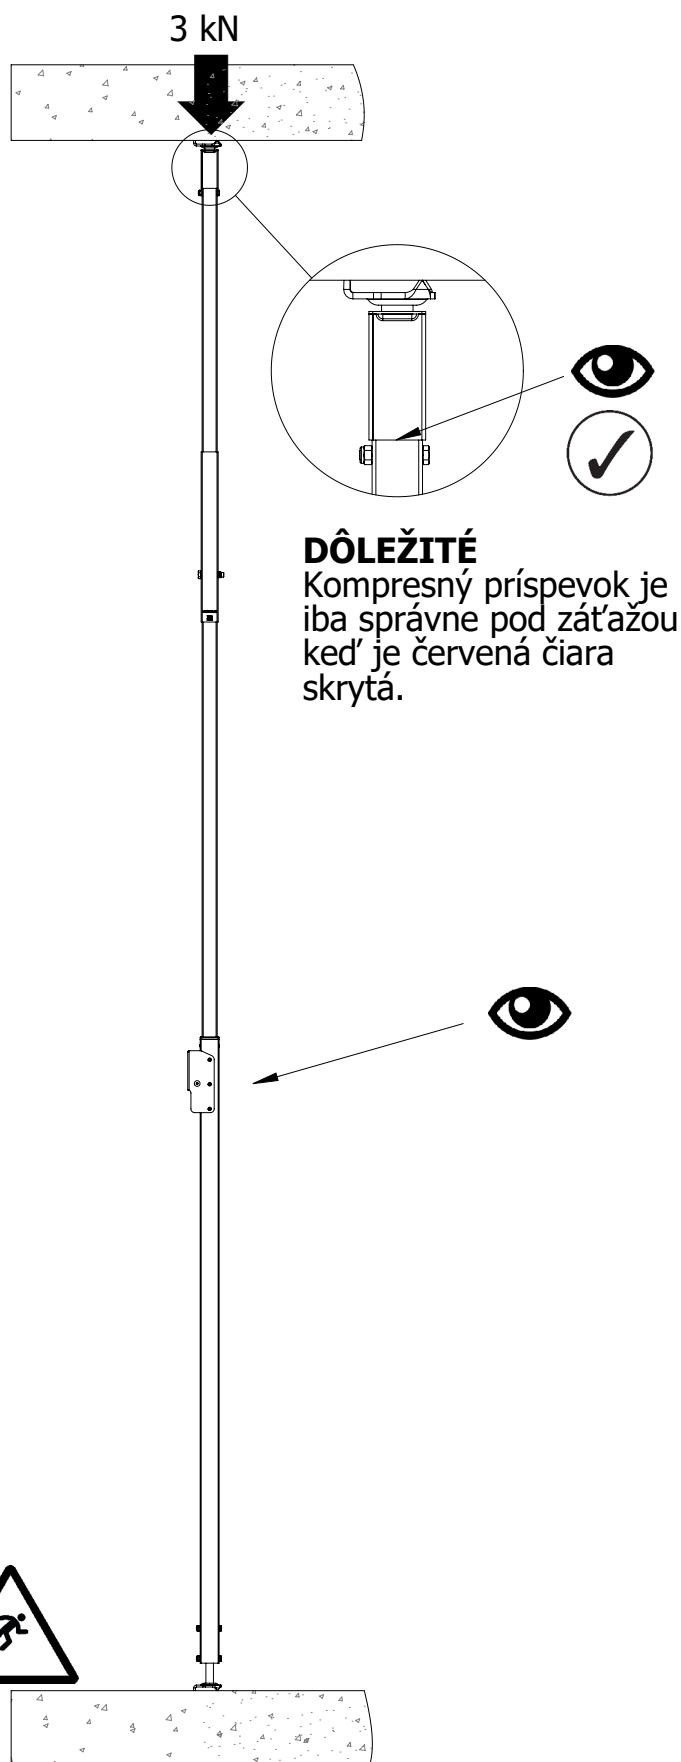 3 kN
DÔLEŽITÉ
Kompresný príspevok je
iba správne pod záťažou
keď je červená čiara
skrytá.